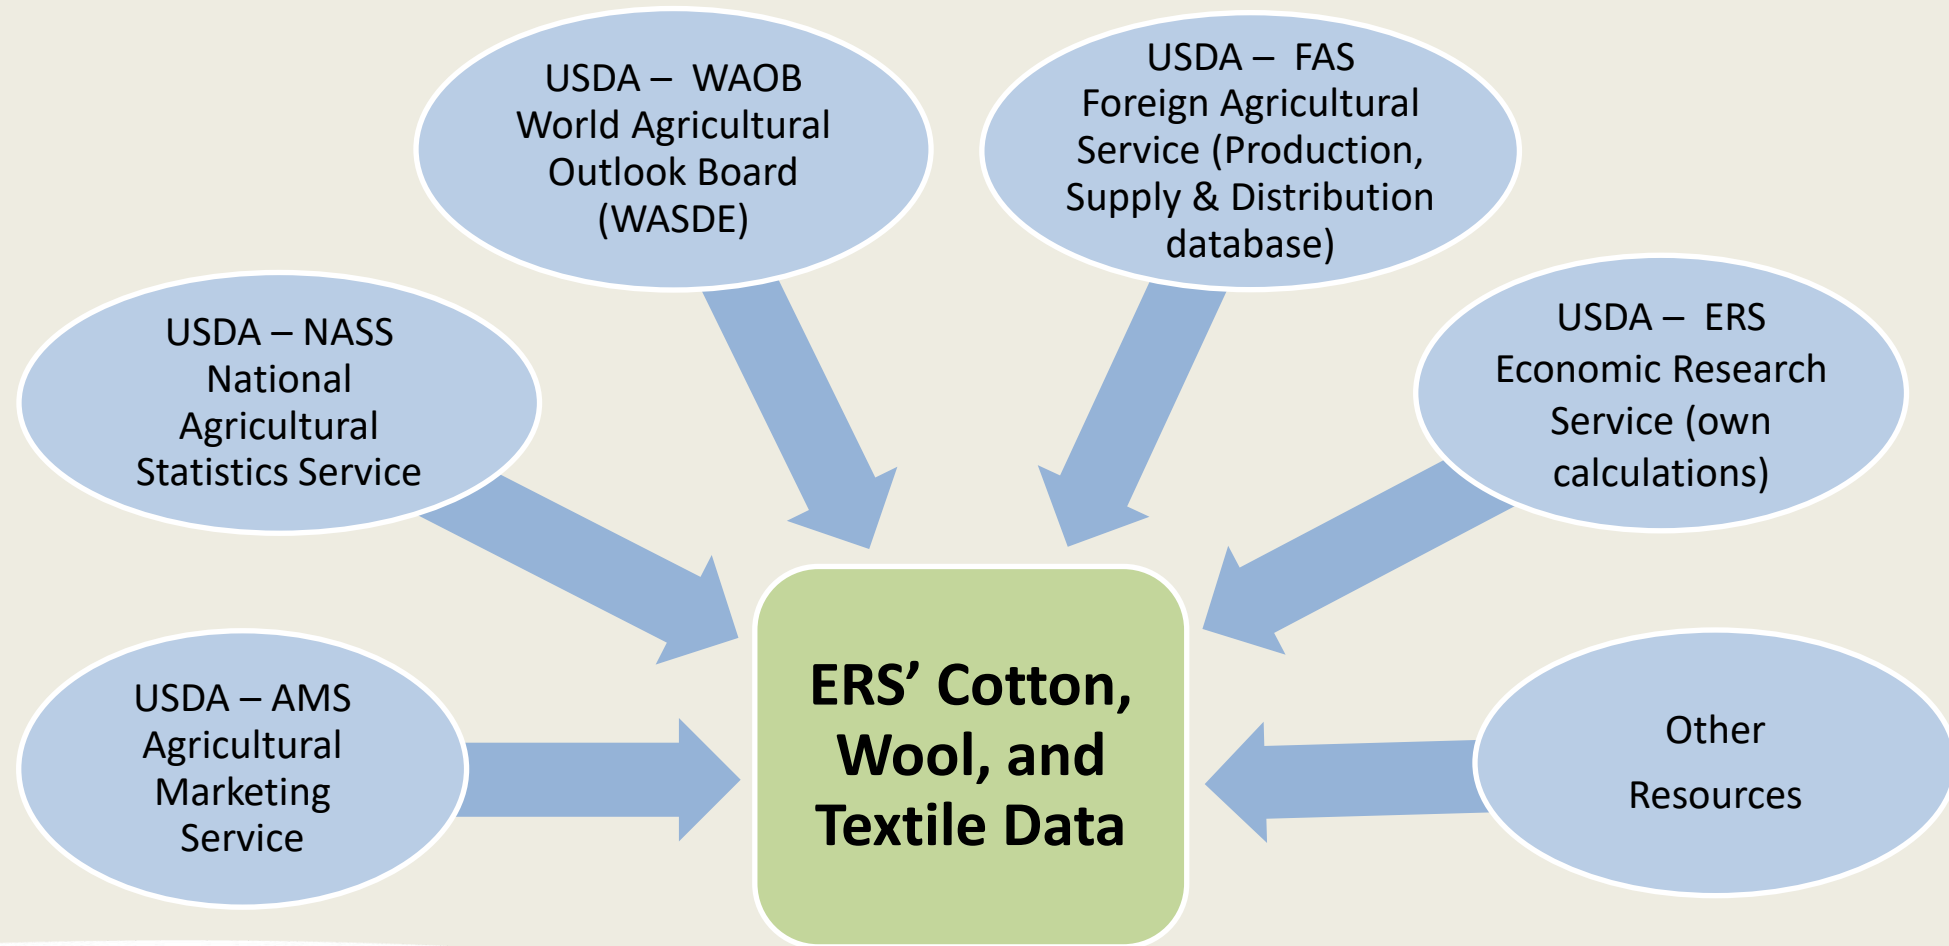 USDA – WAOB
World Agricultural
Outlook Board
(WASDE)
USDA – FAS
Foreign Agricultural
Service (Production,
Supply & Distribution
database)
USDA – NASS
National
Agricultural
Statistics Service
USDA – ERS
Economic Research
Service (own
calculations)
USDA – AMS
Agricultural
Marketing
Service
ERS’ Cotton,
Wool, and
Textile Data
Other
Resources